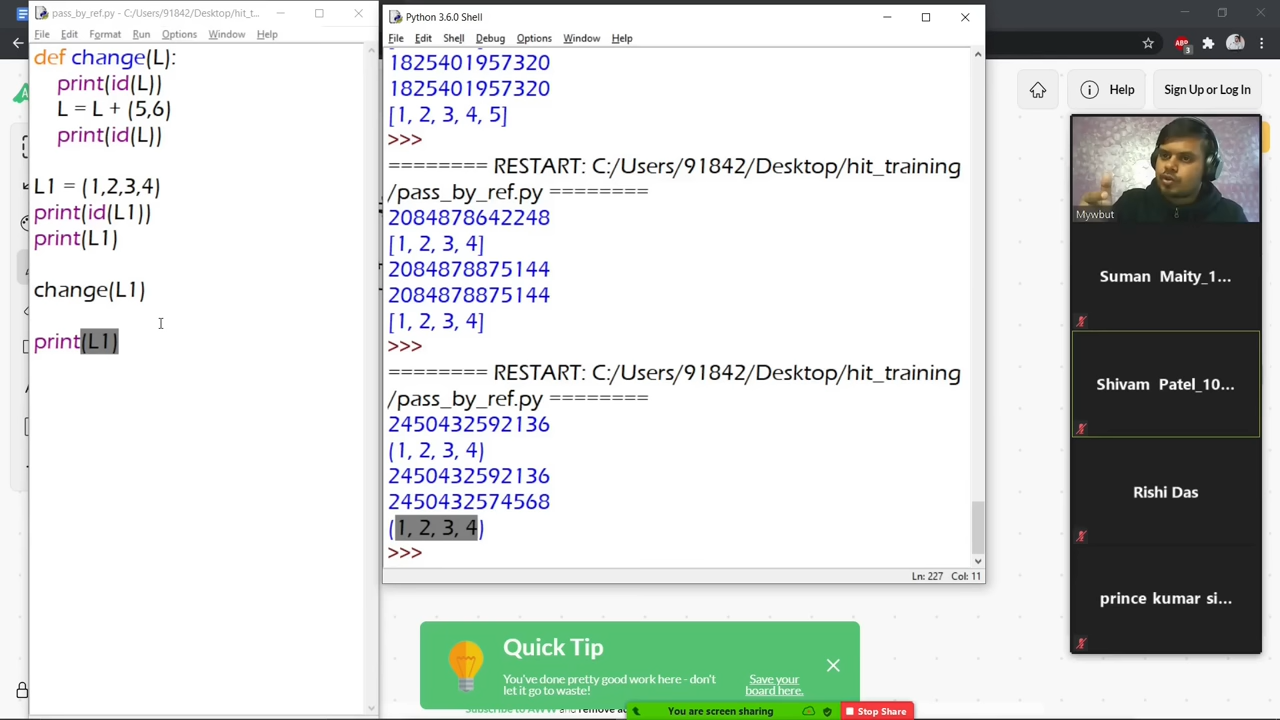 pass_by_ref.py - C:/Users/91842/Desktop/hit_t...
File Edit Format Run Options Window Help
def change(L):
    print(id(L))
    L = L + (5,6)
    print(id(L))
L1 = (1,2,3,4)
print(id(L1))
print(L1)
change(L1)
print(L1)
Python 3.6.0 Shell
File Edit Shell Debug Options Window Help
1825401957320
1825401957320
[1, 2, 3, 4, 5]
>>>
======== RESTART: C:/Users/91842/Desktop/hit_training
/pass_by_ref.py ========
2084878642248
[1, 2, 3, 4]
2084878875144
2084878875144
[1, 2, 3, 4]
>>>
======== RESTART: C:/Users/91842/Desktop/hit_training
/pass_by_ref.py ========
2450432592136
(1, 2, 3, 4)
2450432592136
2450432574568
(1, 2, 3, 4)
>>>
Ln: 227 Col: 11
ABP
3
Help
Sign Up or Log In
Mywbut
Suman Maity_1...
Shivam Patel_10...
Rishi Das
prince kumar si...
Quick Tip
You've done pretty good work here - don't
let it go to waste!
Save your
board here.
You are screen sharing
Stop Share